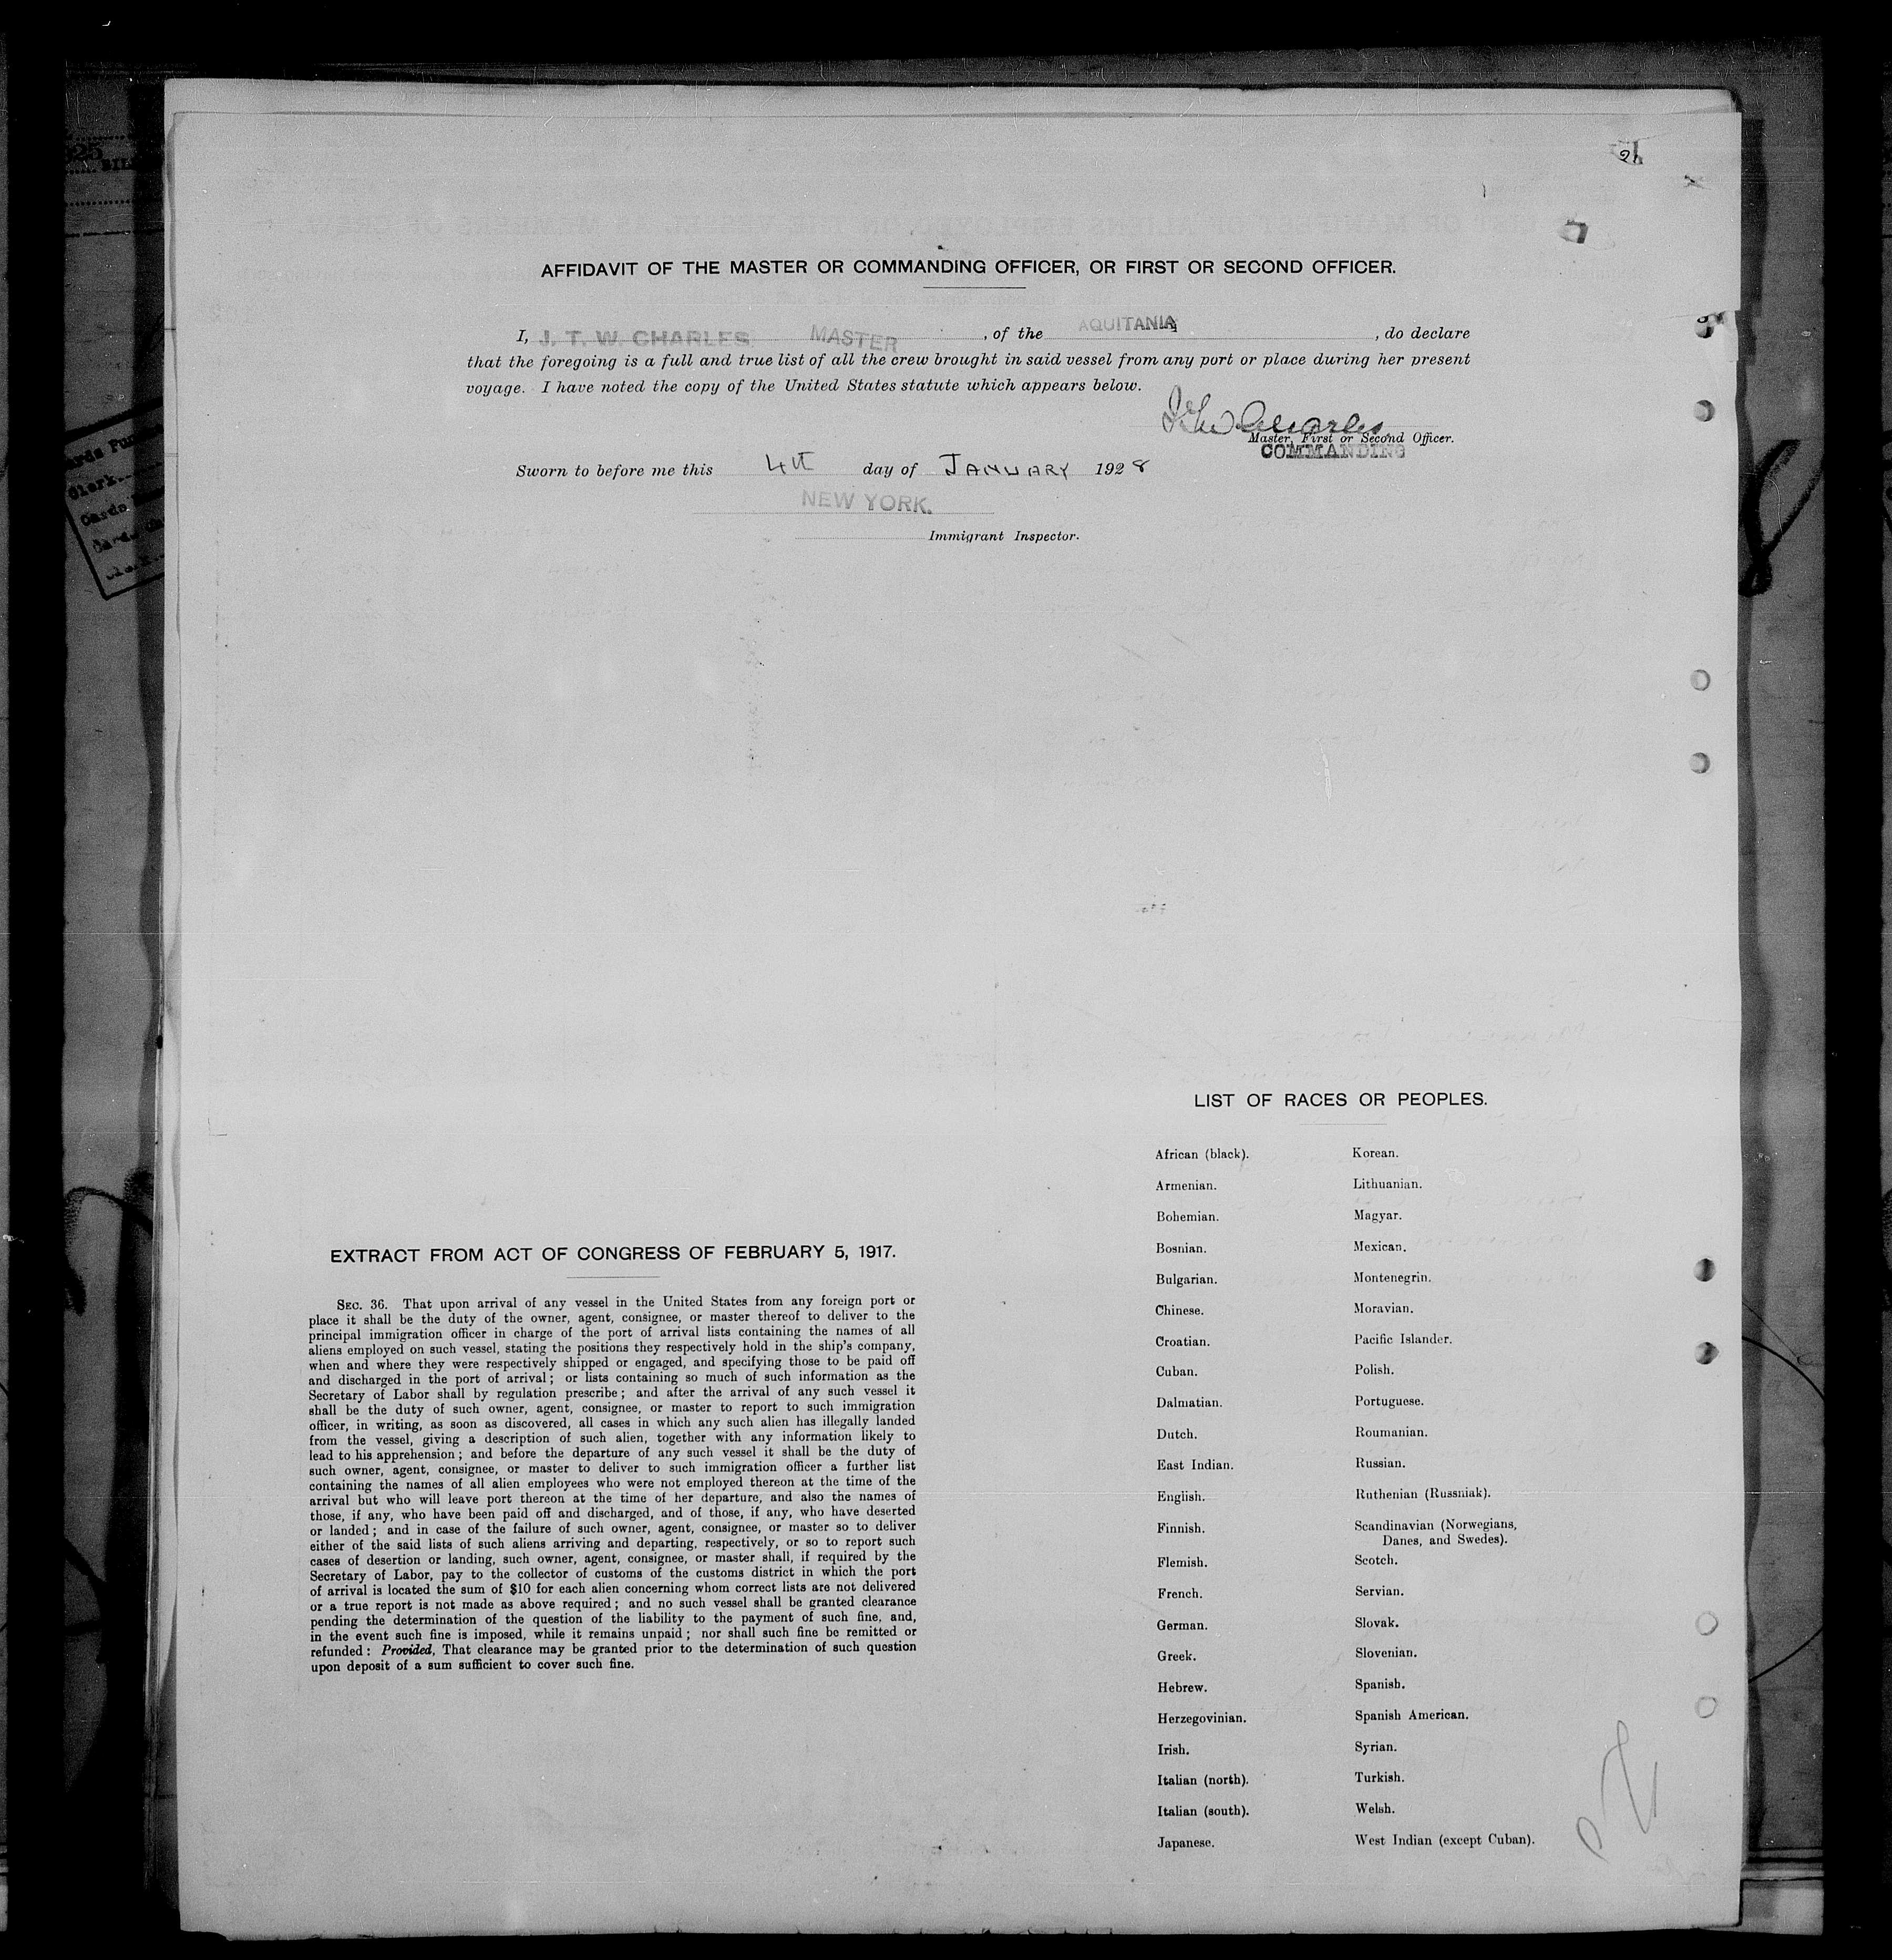 AFFIDAVIT OF THE MASTER OR COMMANDING OFFICER, OR FIRST OR SECOND OFFICER.
I, J. T. W. CHARLES MASTER, of the AQUITANIA, do declare
that the foregoing is a full and true list of all the crew brought in said vessel from any port or place during her present
voyage. I have noted the copy of the United States statute which appears below.
JTW Charles
Master, First or Second Officer.
COMMANDING
Sworn to before me this 4th day of JANUARY 1928
NEW YORK.
Immigrant Inspector.
EXTRACT FROM ACT OF CONGRESS OF FEBRUARY 5, 1917.
SEC. 36. That upon arrival of any vessel in the United States from any foreign port or
place it shall be the duty of the owner, agent, consignee, or master thereof to deliver to the
principal immigration officer in charge of the port of arrival lists containing the names of all
aliens employed on such vessel, stating the positions they respectively hold in the ship's company,
when and where they were respectively shipped or engaged, and specifying those to be paid off
and discharged in the port of arrival; or lists containing so much of such information as the
Secretary of Labor shall by regulation prescribe; and after the arrival of any such vessel it
shall be the duty of such owner, agent, consignee, or master to report to such immigration
officer, in writing, as soon as discovered, all cases in which any such alien has illegally landed
from the vessel, giving a description of such alien, together with any information likely to
lead to his apprehension; and before the departure of any such vessel it shall be the duty of
such owner, agent, consignee, or master to deliver to such immigration officer a further list
containing the names of all alien employees who were not employed thereon at the time of the
arrival but who will leave port thereon at the time of her departure, and also the names of
those, if any, who have been paid off and discharged, and of those, if any, who have deserted
or landed; and in case of the failure of such owner, agent, consignee, or master so to deliver
either of the said lists of such aliens arriving and departing, respectively, or so to report such
cases of desertion or landing, such owner, agent, consignee, or master shall, if required by the
Secretary of Labor, pay to the collector of customs of the customs district in which the port
of arrival is located the sum of $10 for each alien concerning whom correct lists are not delivered
or a true report is not made as above required; and no such vessel shall be granted clearance
pending the determination of the question of the liability to the payment of such fine, and,
in the event such fine is imposed, while it remains unpaid; nor shall such fine be remitted or
refunded: Provided, That clearance may be granted prior to the determination of such question
upon deposit of a sum sufficient to cover such fine.
LIST OF RACES OR PEOPLES.
African (black).
Armenian.
Bohemian.
Bosnian.
Bulgarian.
Chinese.
Croatian.
Cuban.
Dalmatian.
Dutch.
East Indian.
English.
Finnish.
Flemish.
French.
German.
Greek.
Hebrew.
Herzegovinian.
Irish.
Italian (north).
Italian (south).
Japanese.
Korean.
Lithuanian.
Magyar.
Mexican.
Montenegrin.
Moravian.
Pacific Islander.
Polish.
Portuguese.
Roumanian.
Russian.
Ruthenian (Russniak).
Scandinavian (Norwegians,
Danes, and Swedes).
Scotch.
Servian.
Slovak.
Slovenian.
Spanish.
Spanish American.
Syrian.
Turkish.
Welsh.
West Indian (except Cuban).